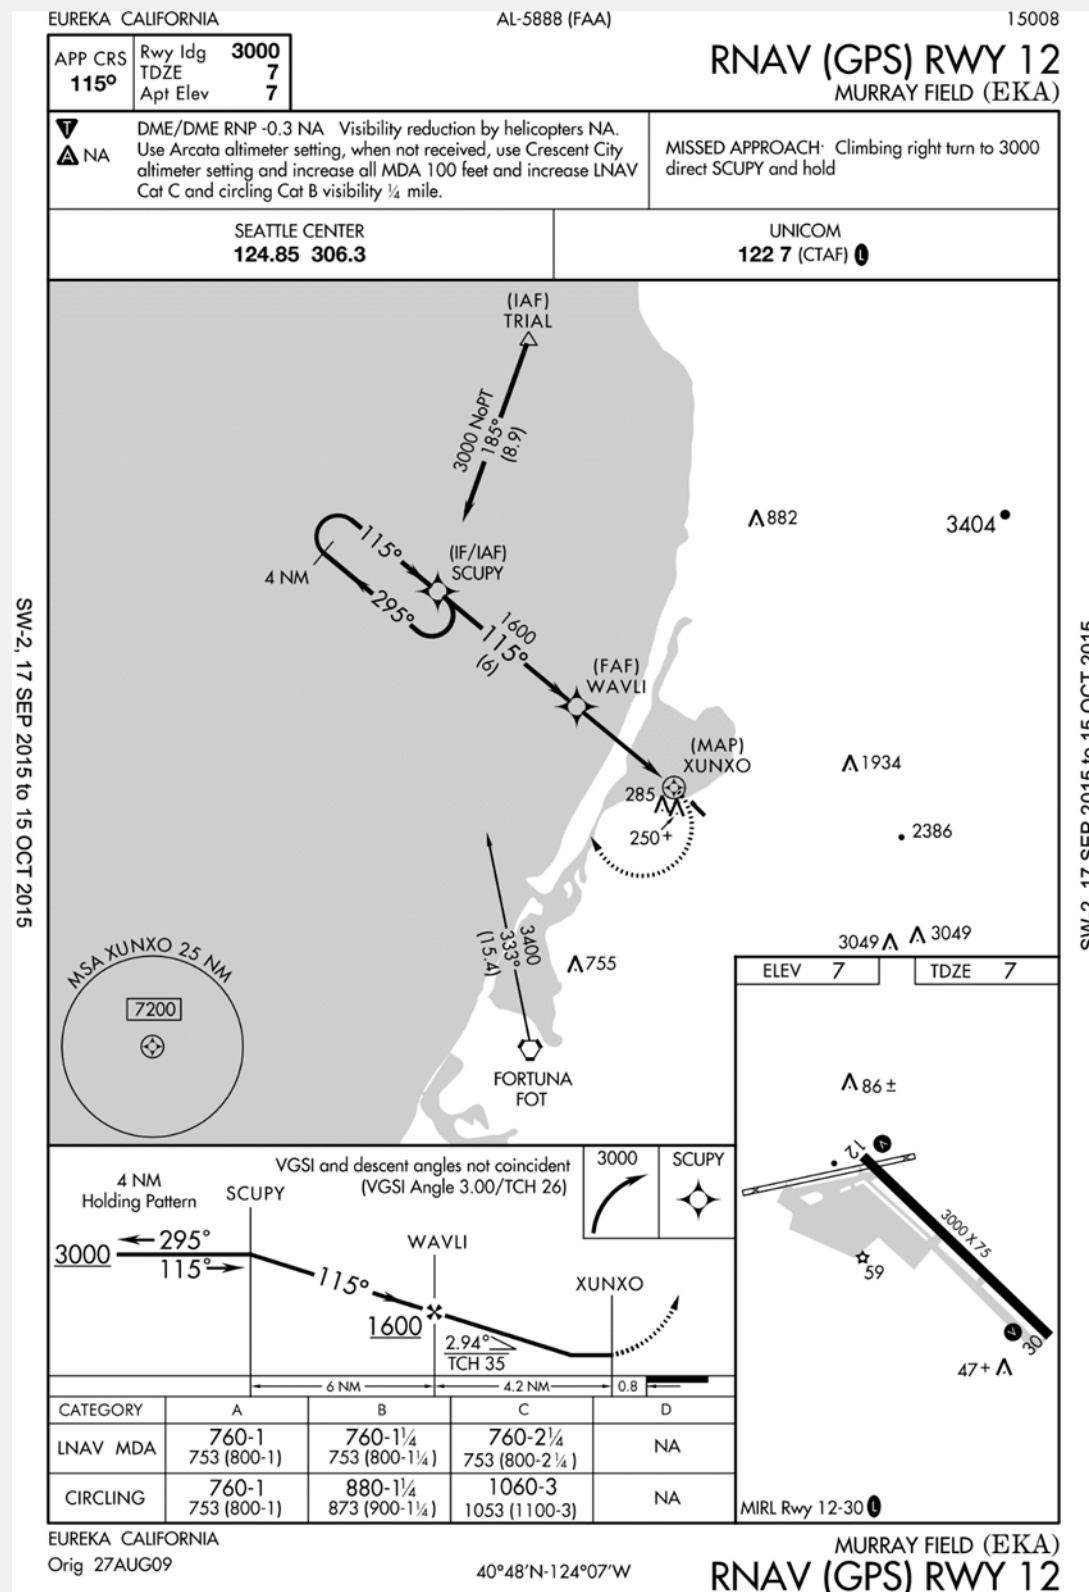 EUREKA CALIFORNIA
AL-5888 (FAA)
15008
APP CRS
115°
Rwy Idg 3000
TDZE 7
Apt Elev 7
RNAV (GPS) RWY 12
MURRAY FIELD (EKA)
T
A NA
DME/DME RNP -0.3 NA Visibility reduction by helicopters NA.
Use Arcata altimeter setting, when not received, use Crescent City
altimeter setting and increase all MDA 100 feet and increase LNAV
Cat C and circling Cat B visibility ¼ mile.
MISSED APPROACH· Climbing right turn to 3000
direct SCUPY and hold
SEATTLE CENTER
124.85 306.3
UNICOM
122 7 (CTAF) L
(IAF)
TRIAL
3000 NoPT
185°
(8.9)
882
3404
115°
(IF/IAF)
SCUPY
4 NM
295°
1600
115°
(6)
(FAF)
WAVLI
(MAP)
XUNXO
1934
285
250+
2386
3400
333°
(15.4)
3049
3049
755
MSA XUNXO 25 NM
7200
FORTUNA
FOT
ELEV 7
TDZE 7
86 ±
12
V
3000 X 75
59
V
30
47+
MIRL Rwy 12-30 L
VGSI and descent angles not coincident
(VGSI Angle 3.00/TCH 26)
3000
SCUPY
4 NM
Holding Pattern
SCUPY
295°
3000
115°
WAVLI
115°
XUNXO
1600
2.94°
TCH 35
6 NM
4.2 NM
0.8
CATEGORY A B C D
LNAV MDA 760-1 760-1¼ 760-2¼ NA
753 (800-1) 753 (800-1¼) 753 (800-2¼)
CIRCLING 760-1 880-1¼ 1060-3 NA
753 (800-1) 873 (900-1¼) 1053 (1100-3)
EUREKA CALIFORNIA
Orig 27AUG09
40°48'N-124°07'W
MURRAY FIELD (EKA)
RNAV (GPS) RWY 12
SW-2, 17 SEP 2015 to 15 OCT 2015
SW-2, 17 SEP 2015 to 15 OCT 2015